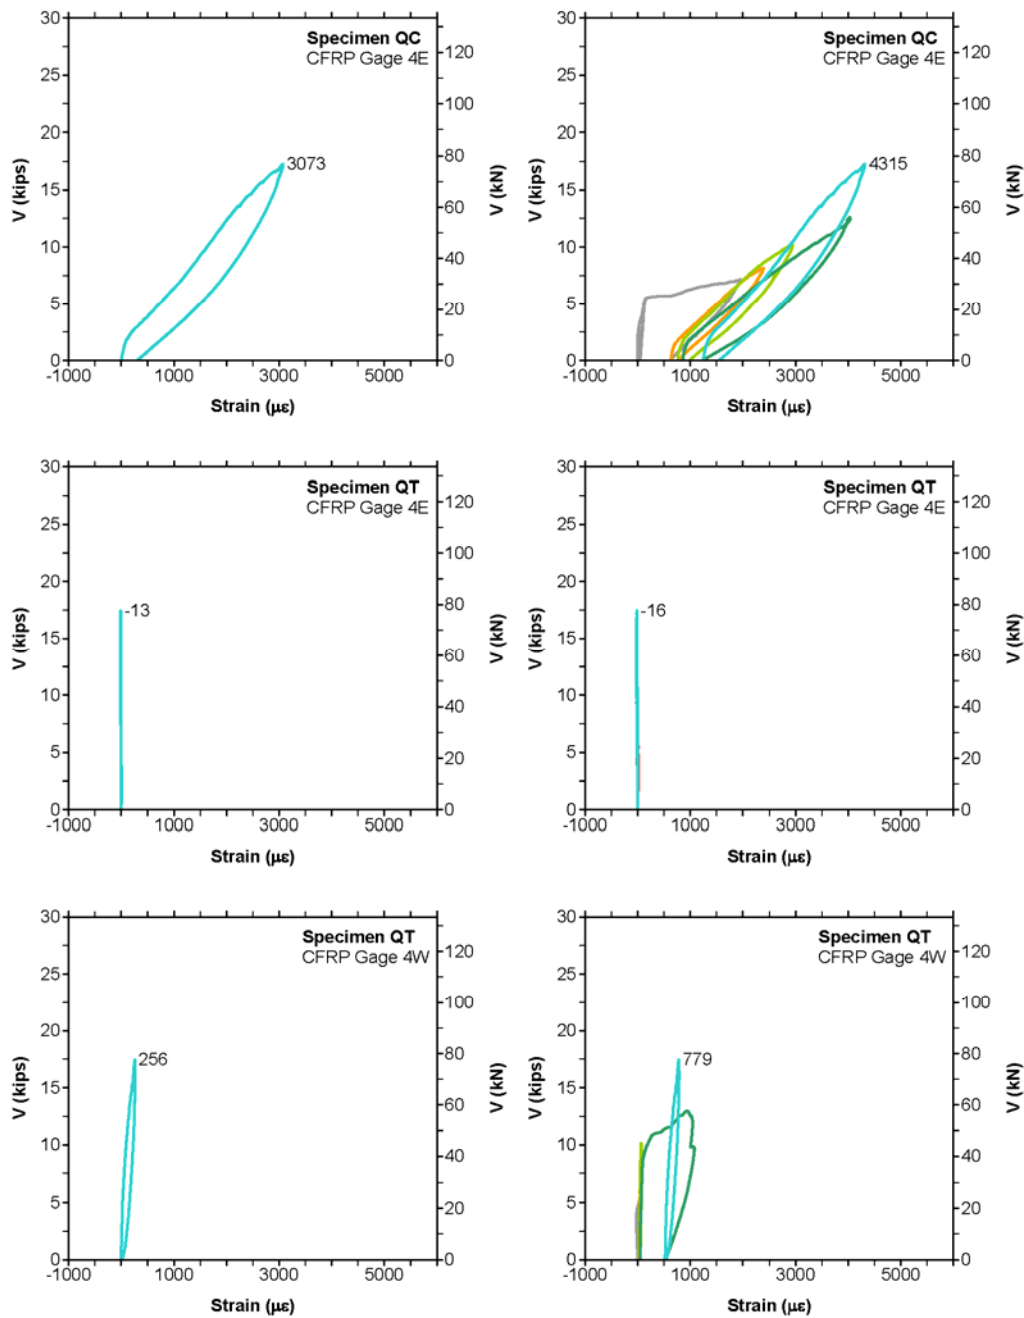 30
25
20
15
10
5
0
V (kips)
Specimen QC
CFRP Gage 4E
3073
120
100
80
60
40
20
0
V (kN)
-1000 1000 3000 5000
Strain (με)
30
25
20
15
10
5
0
V (kips)
Specimen QC
CFRP Gage 4E
4315
120
100
80
60
40
20
0
V (kN)
-1000 1000 3000 5000
Strain (με)
30
25
20
15
10
5
0
V (kips)
Specimen QT
CFRP Gage 4E
-13
120
100
80
60
40
20
0
V (kN)
-1000 1000 3000 5000
Strain (με)
30
25
20
15
10
5
0
V (kips)
Specimen QT
CFRP Gage 4E
-16
120
100
80
60
40
20
0
V (kN)
-1000 1000 3000 5000
Strain (με)
30
25
20
15
10
5
0
V (kips)
Specimen QT
CFRP Gage 4W
256
120
100
80
60
40
20
0
V (kN)
-1000 1000 3000 5000
Strain (με)
30
25
20
15
10
5
0
V (kips)
Specimen QT
CFRP Gage 4W
779
120
100
80
60
40
20
0
V (kN)
-1000 1000 3000 5000
Strain (με)